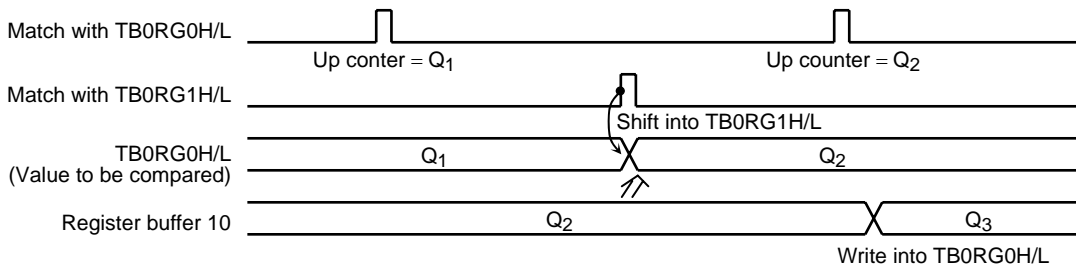 Match with TB0RG0H/L
Up conter = Q1
Up counter = Q2
Match with TB0RG1H/L
Shift into TB0RG1H/L
TB0RG0H/L
(Value to be compared)
Q1
Q2
Register buffer 10
Q2
Q3
Write into TB0RG0H/L